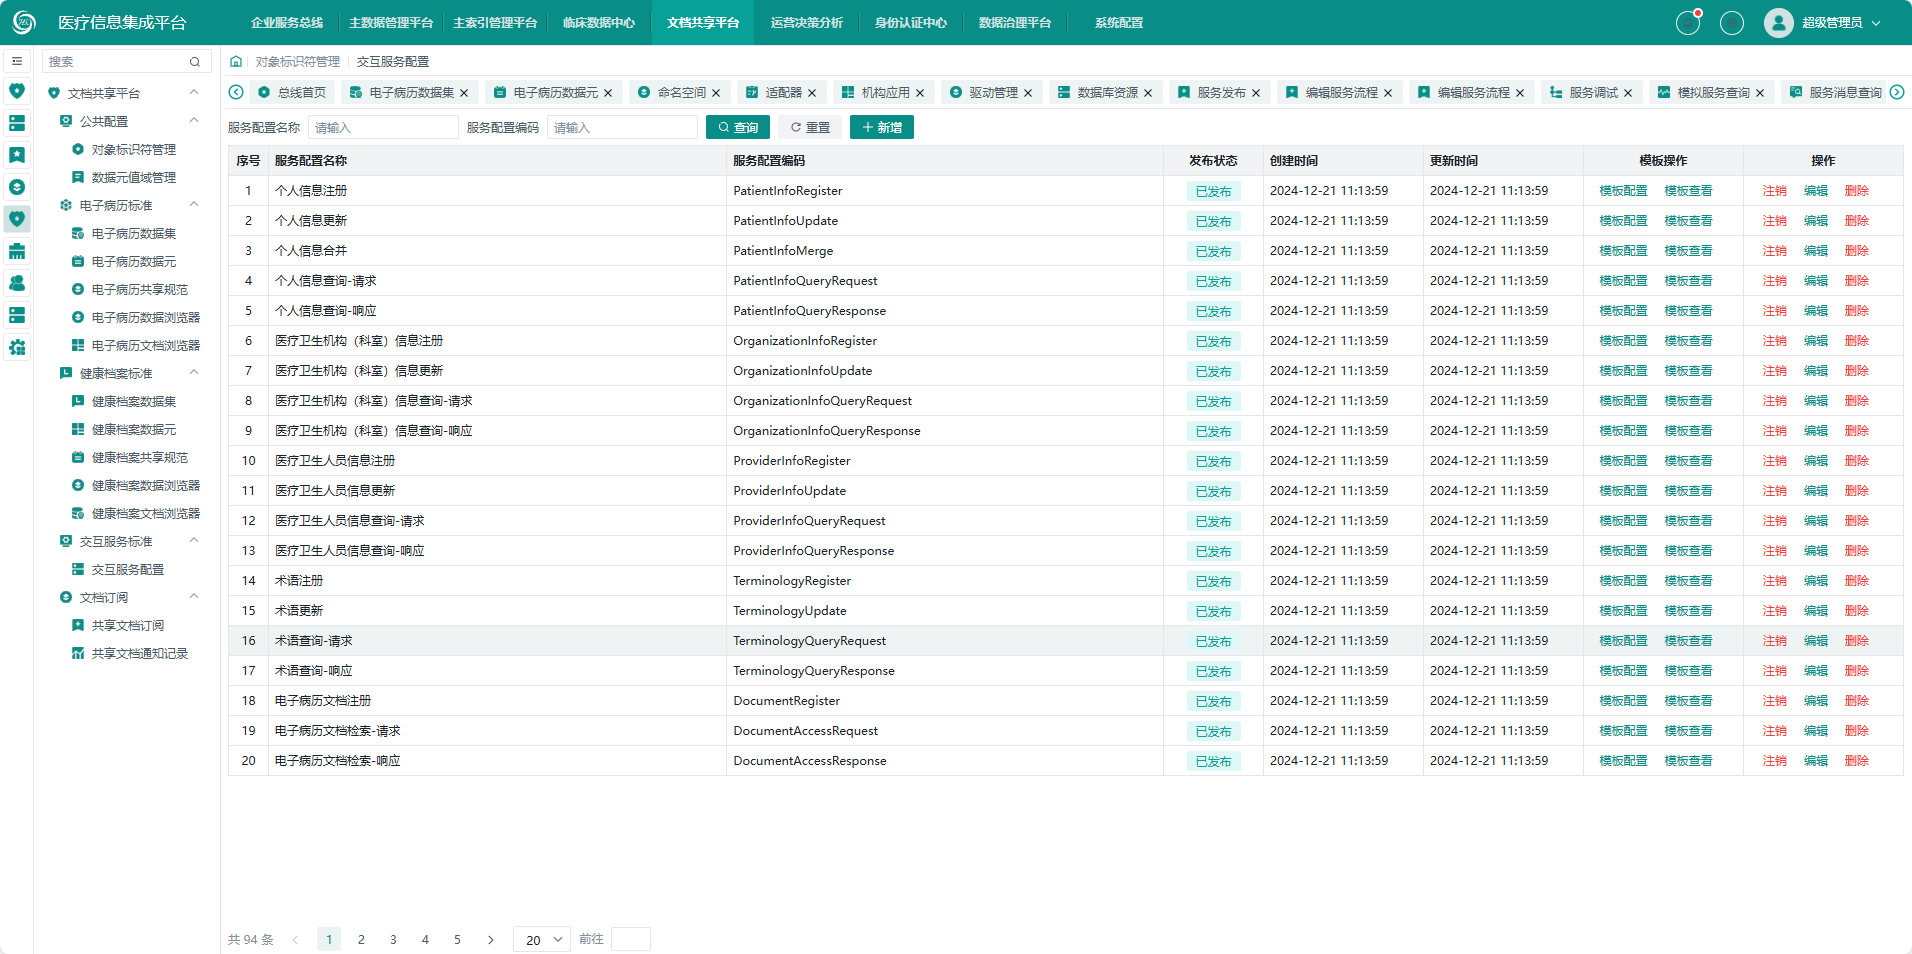 医疗信息集成平台 企业服务总线 主数据管理平台 主索引管理平台 临床数据中心 文档共享平台 运营决策分析 身份认证中心 数据治理平台 系统配置 超级管理员
搜索
文档共享平台
公共配置
对象标识符管理
数据元值域管理
电子病历标准
电子病历数据集
电子病历数据元
电子病历共享规范
电子病历数据浏览器
电子病历文档浏览器
健康档案标准
健康档案数据集
健康档案数据元
健康档案共享规范
健康档案数据浏览器
健康档案文档浏览器
交互服务标准
交互服务配置
文档订阅
共享文档订阅
共享文档通知记录
对象标识符管理 交互服务配置
总线首页 电子病历数据集 电子病历数据元 命名空间 适配器 机构应用 驱动管理 数据库资源 服务发布 编辑服务流程 编辑服务流程 服务调试 模拟服务查询 服务消息查询
服务配置名称 请输入 服务配置编码 请输入 查询 重置 新增
序号 服务配置名称 服务配置编码 发布状态 创建时间 更新时间 模板操作 操作
1 个人信息注册 PatientInfoRegister 已发布 2024-12-21 11:13:59 2024-12-21 11:13:59 模板配置 模板查看 注销 编辑 删除
2 个人信息更新 PatientInfoUpdate 已发布 2024-12-21 11:13:59 2024-12-21 11:13:59 模板配置 模板查看 注销 编辑 删除
3 个人信息合并 PatientInfoMerge 已发布 2024-12-21 11:13:59 2024-12-21 11:13:59 模板配置 模板查看 注销 编辑 删除
4 个人信息查询-请求 PatientInfoQueryRequest 已发布 2024-12-21 11:13:59 2024-12-21 11:13:59 模板配置 模板查看 注销 编辑 删除
5 个人信息查询-响应 PatientInfoQueryResponse 已发布 2024-12-21 11:13:59 2024-12-21 11:13:59 模板配置 模板查看 注销 编辑 删除
6 医疗卫生机构（科室）信息注册 OrganizationInfoRegister 已发布 2024-12-21 11:13:59 2024-12-21 11:13:59 模板配置 模板查看 注销 编辑 删除
7 医疗卫生机构（科室）信息更新 OrganizationInfoUpdate 已发布 2024-12-21 11:13:59 2024-12-21 11:13:59 模板配置 模板查看 注销 编辑 删除
8 医疗卫生机构（科室）信息查询-请求 OrganizationInfoQueryRequest 已发布 2024-12-21 11:13:59 2024-12-21 11:13:59 模板配置 模板查看 注销 编辑 删除
9 医疗卫生机构（科室）信息查询-响应 OrganizationInfoQueryResponse 已发布 2024-12-21 11:13:59 2024-12-21 11:13:59 模板配置 模板查看 注销 编辑 删除
10 医疗卫生人员信息注册 ProviderInfoRegister 已发布 2024-12-21 11:13:59 2024-12-21 11:13:59 模板配置 模板查看 注销 编辑 删除
11 医疗卫生人员信息更新 ProviderInfoUpdate 已发布 2024-12-21 11:13:59 2024-12-21 11:13:59 模板配置 模板查看 注销 编辑 删除
12 医疗卫生人员信息查询-请求 ProviderInfoQueryRequest 已发布 2024-12-21 11:13:59 2024-12-21 11:13:59 模板配置 模板查看 注销 编辑 删除
13 医疗卫生人员信息查询-响应 ProviderInfoQueryResponse 已发布 2024-12-21 11:13:59 2024-12-21 11:13:59 模板配置 模板查看 注销 编辑 删除
14 术语注册 TerminologyRegister 已发布 2024-12-21 11:13:59 2024-12-21 11:13:59 模板配置 模板查看 注销 编辑 删除
15 术语更新 TerminologyUpdate 已发布 2024-12-21 11:13:59 2024-12-21 11:13:59 模板配置 模板查看 注销 编辑 删除
16 术语查询-请求 TerminologyQueryRequest 已发布 2024-12-21 11:13:59 2024-12-21 11:13:59 模板配置 模板查看 注销 编辑 删除
17 术语查询-响应 TerminologyQueryResponse 已发布 2024-12-21 11:13:59 2024-12-21 11:13:59 模板配置 模板查看 注销 编辑 删除
18 电子病历文档注册 DocumentRegister 已发布 2024-12-21 11:13:59 2024-12-21 11:13:59 模板配置 模板查看 注销 编辑 删除
19 电子病历文档检索-请求 DocumentAccessRequest 已发布 2024-12-21 11:13:59 2024-12-21 11:13:59 模板配置 模板查看 注销 编辑 删除
20 电子病历文档检索-响应 DocumentAccessResponse 已发布 2024-12-21 11:13:59 2024-12-21 11:13:59 模板配置 模板查看 注销 编辑 删除
共 94 条 1 2 3 4 5 20 前往